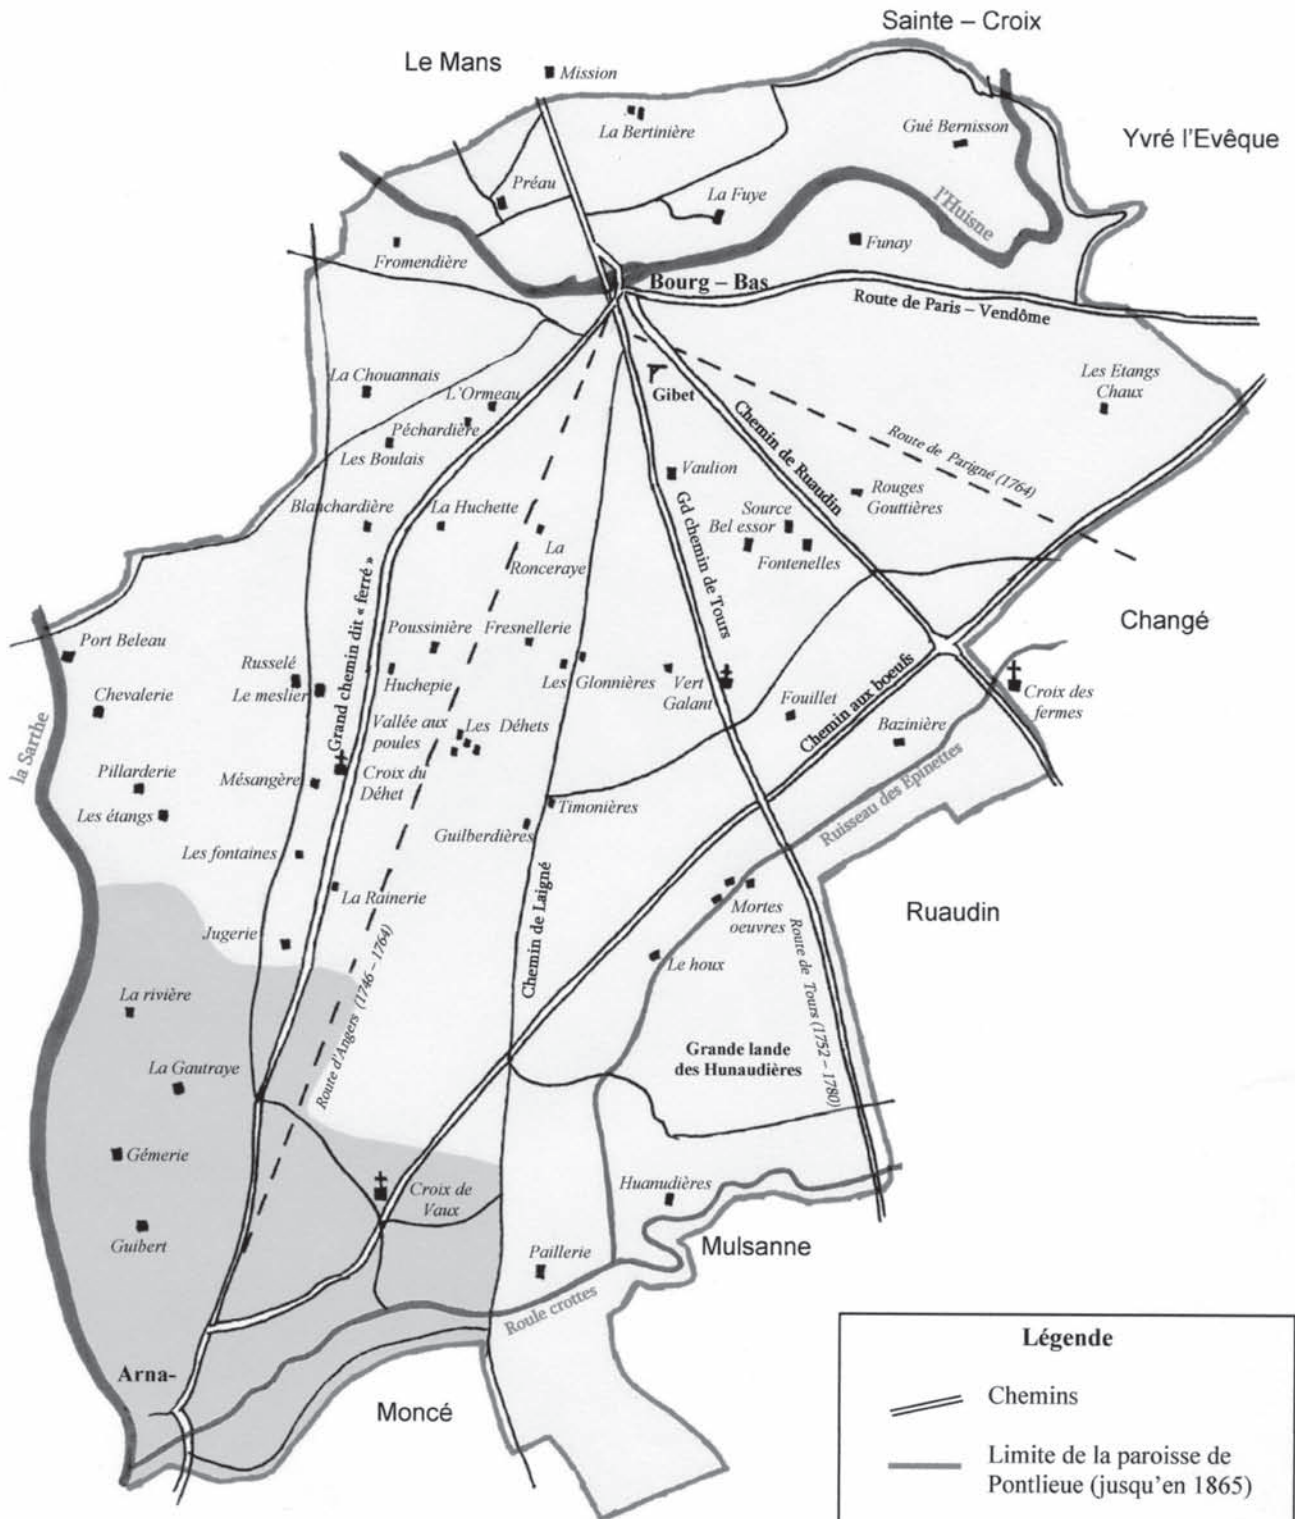 Sainte – Croix
Le Mans
Mission
La Bertinière
Gué Bernisson
Yvré l'Evêque
Préau
La Fuye
l'Huisne
Funay
Fromendière
Bourg – Bas
Route de Paris – Vendôme
La Chouannais
L'Ormeau
Gibet
Les Etangs
Chaux
Péchardière
Les Boulais
Chemin de Ruaudin
Route de Parigné (1764)
Vaulion
Rouges
Gouttières
Blanchardière
La Huchette
La
Ronceraye
Source
Bel essor
Fontenelles
Gd chemin de Tours
Grand chemin dit « ferré »
Port Beleau
Poussinière
Fresnellerie
Changé
Russelé
Le meslier
Huchepie
Les Glonnières
Vert
Galant
Chevalerie
Fouillet
Croix des
fermes
Chemin aux boeufs
Bazinière
Vallée aux
poules
Les Déhets
la Sarthe
Pillarderie
Mésangère
Croix du
Déhet
Les étangs
Guilberdières
Timonières
Ruisseau des Epinettes
Les fontaines
La Rainerie
Mortes
oeuvres
Ruaudin
Jugerie
Chemin de Laigné
Le houx
Route de Tours (1752 – 1780)
Route d'Angers (1746 – 1764)
La rivière
Grande lande
des Hunaudières
La Gautraye
Gémerie
Croix de
Vaux
Huanudières
Guibert
Paillerie
Mulsanne
Roule crottes
Arna-
Moncé
Légende
Chemins
Limite de la paroisse de
Pontlieue (jusqu'en 1865)